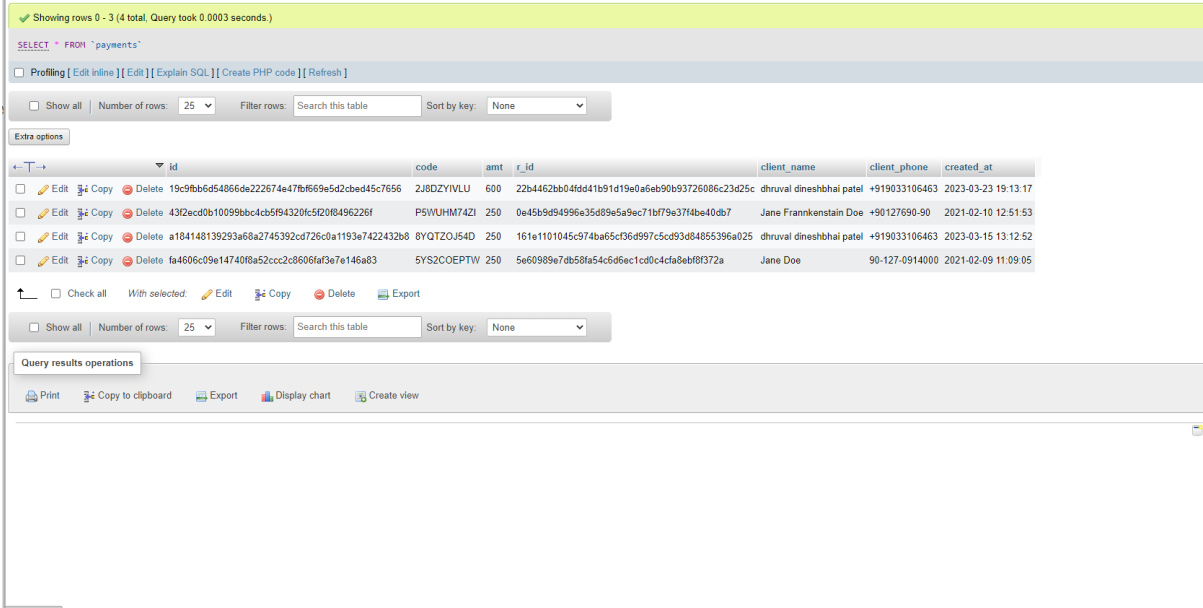 Showing rows 0 - 3 (4 total, Query took 0.0003 seconds.)
SELECT * FROM `payments`
Profiling [ Edit inline ] [ Edit ] [ Explain SQL ] [ Create PHP code ] [ Refresh ]
Show all | Number of rows: 25 Filter rows: Search this table Sort by key: None
Extra options
id code amt r_id client_name client_phone created_at
Edit Copy Delete 19c9fbb6d54866de222674e47fbf669e5d2cbed45c7656 2J8DZYIVLU 600 22b4462bb04fdd41b91d19e0a6eb90b93726086c23d25c dhruval dineshbhai patel +919033106463 2023-03-23 19:13:17
Edit Copy Delete 43f2ecd0b10099bbc4cb5f94320fc5f20f8496226f P5WUHM74ZI 250 0e45b9d94996e35d89e5a9ec71bf79e37f4be40db7 Jane Frannkenstain Doe +90127690-90 2021-02-10 12:51:53
Edit Copy Delete a184148139293a68a2745392cd726c0a1193e7422432b8 8YQTZOJ54D 250 161e1101045c974ba65cf36d997c5cd93d84855396a025 dhruval dineshbhai patel +919033106463 2023-03-15 13:12:52
Edit Copy Delete fa4606c09e14740f8a52ccc2c8606faf3e7e146a83 5YS2COEPTW 250 5e60989e7db58fa54c6d6ec1cd0c4cfa8ebf8f372a Jane Doe 90-127-0914000 2021-02-09 11:09:05
Check all With selected: Edit Copy Delete Export
Show all | Number of rows: 25 Filter rows: Search this table Sort by key: None
Query results operations
Print Copy to clipboard Export Display chart Create view